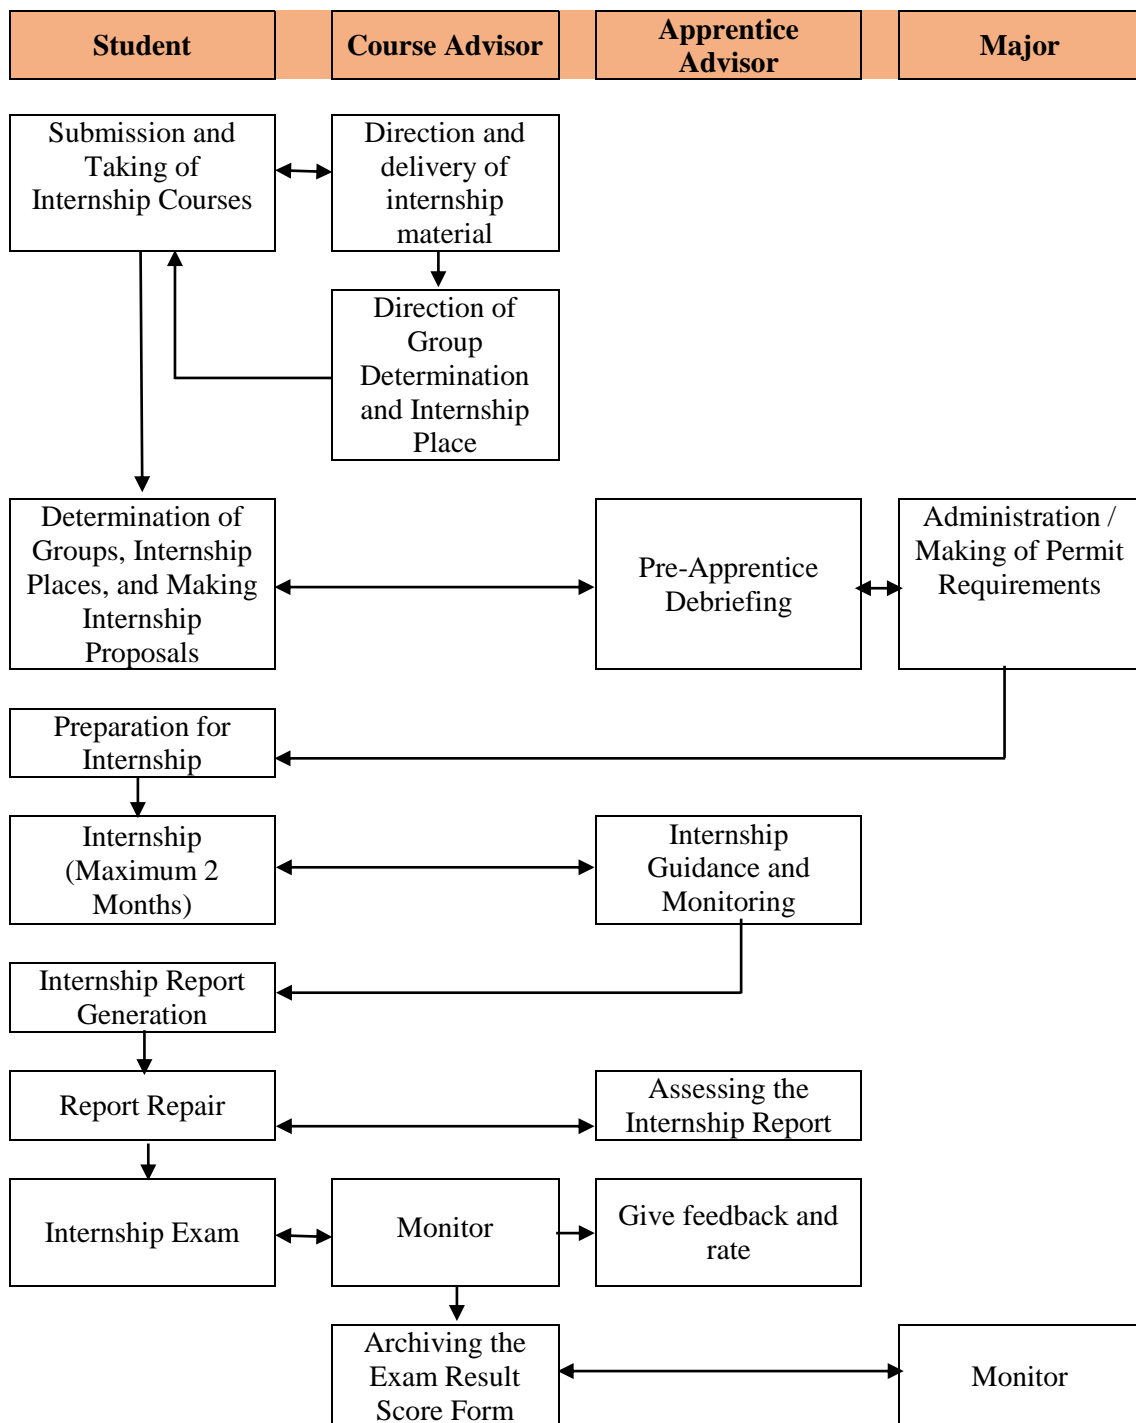 Student
Course Advisor
Apprentice
Advisor
Major
Submission and
Taking of
Internship Courses
Direction and
delivery of
internship
material
Direction of
Group
Determination
and Internship
Place
Determination of
Groups, Internship
Places, and Making
Internship
Proposals
Pre-Apprentice
Debriefing
Administration /
Making of Permit
Requirements
Preparation for
Internship
Internship
(Maximum 2
Months)
Internship
Guidance and
Monitoring
Internship Report
Generation
Report Repair
Assessing the
Internship Report
Internship Exam
Monitor
Give feedback and
rate
Archiving the
Exam Result
Score Form
Monitor